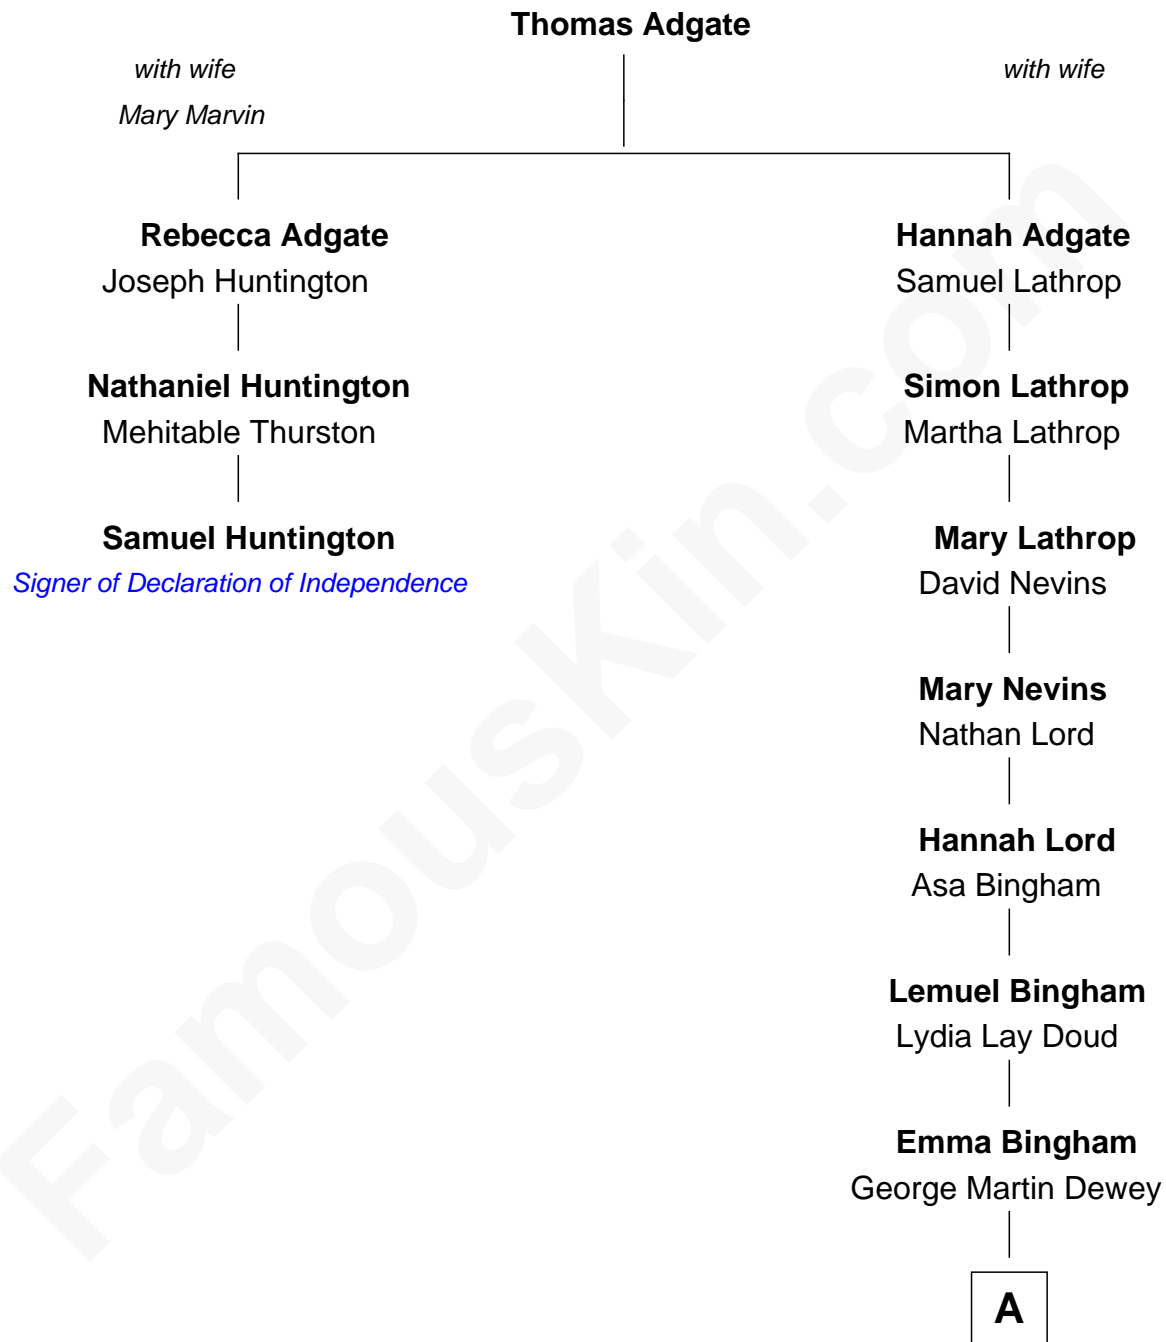 Thomas Adgate
with wife
Mary Marvin
with wife
Rebecca Adgate
Joseph Huntington
Nathaniel Huntington
Mehitable Thurston
Samuel Huntington
Signer of Declaration of Independence
Hannah Adgate
Samuel Lathrop
Simon Lathrop
Martha Lathrop
Mary Lathrop
David Nevins
Mary Nevins
Nathan Lord
Hannah Lord
Asa Bingham
Lemuel Bingham
Lydia Lay Doud
Emma Bingham
George Martin Dewey
A
FamousKin.com